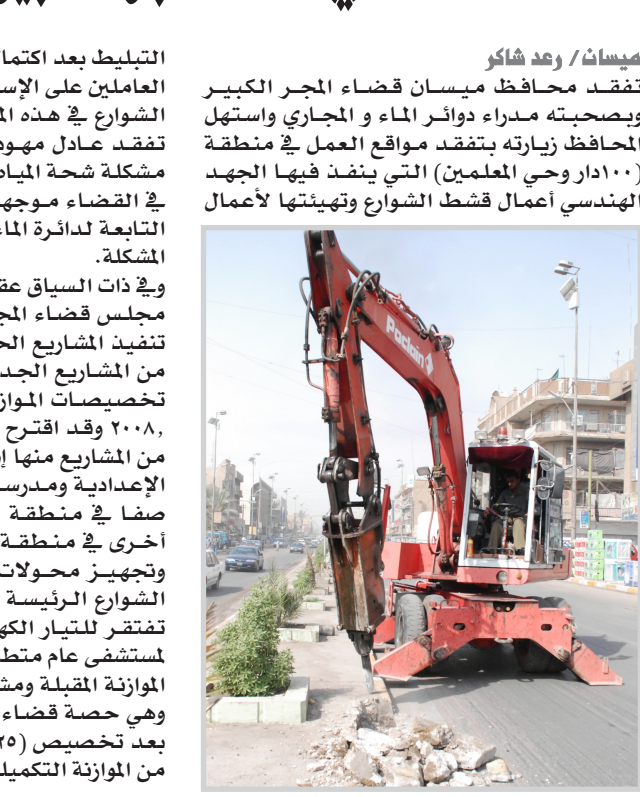 ميسان/ رعد شاكر
تفقد محافظ ميسان قضاء المجر الكبير
وبصحبته مدراء دوائر الماء و المجاري واستهل
المحافظ زيارته بتفقد مواقع العمل في منطقة
(١٠٠دار وحي المعلمين) التي ينفذ فيها الجهد
الهندسي أعمال قشط الشوارع وتهيئتها لأعمال
Poclain
التبليط بعد اكتما
العاملين على الإس
الشوارع في هذه الم
تفقد عادل مهود
مشكلة شحة المياه
في القضاء موجه
التابعة لدائرة الما
المشكلة.
وفي ذات السياق عق
مجلس قضاء المج
تنفيذ المشاريع الح
من المشاريع الجد
تخصيصات المواز
٢٠٠٨, وقد اقترح
من المشاريع منها إ
الإعدادية ومدرس
صفا في منطقة
أخرى في منطقة
وتجهيز محولات
الشوارع الرئيسة
تفتقر للتيار الكه
لمستشفى عام متط
الموازنة المقبلة ومش
وهي حصة قضاء
بعد تخصيص (٢٥
من الموازنة التكميل